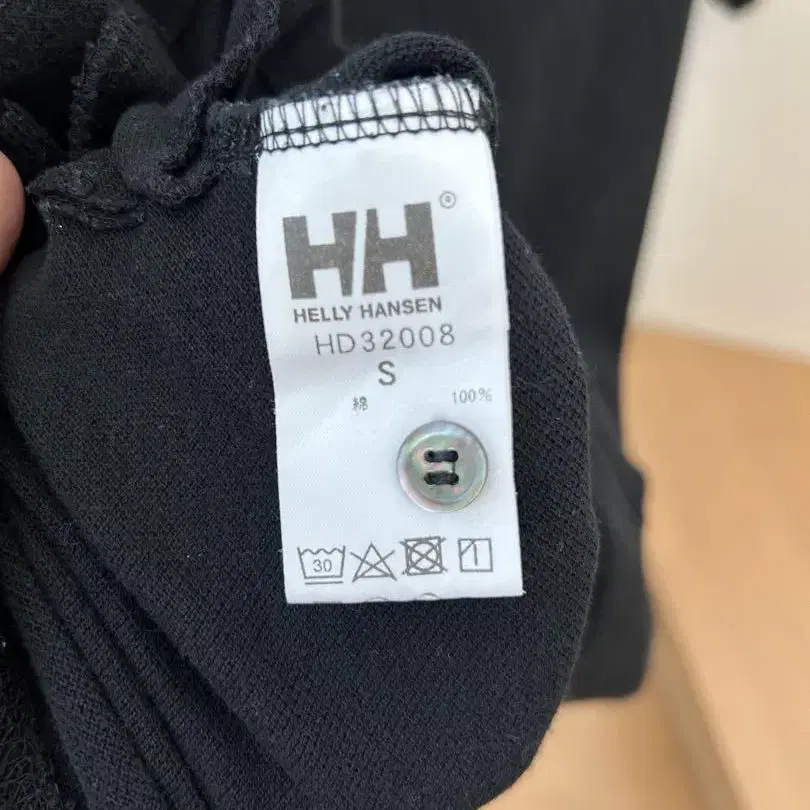 HH®
HELLY HANSEN
HD32008
S
綿 100%
30